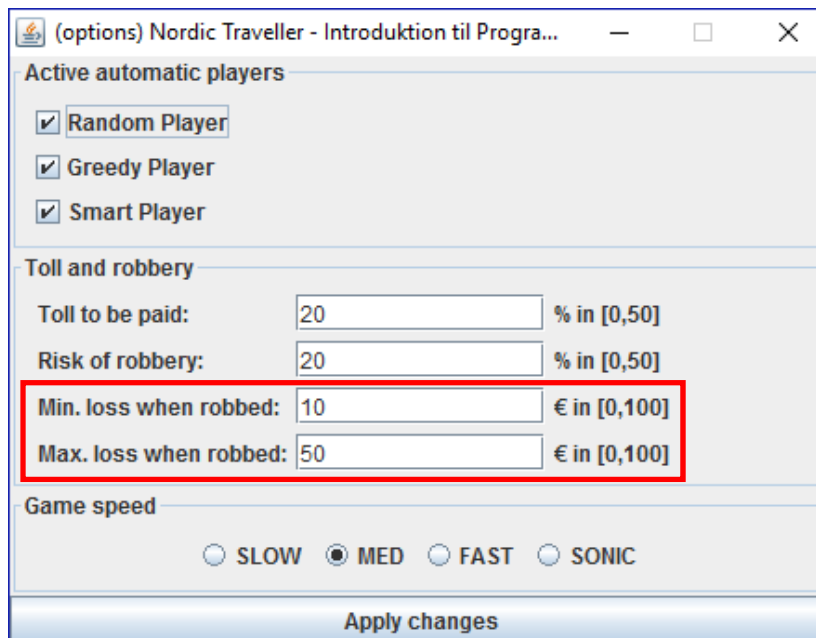 (options) Nordic Traveller - Introduktion til Progra...
Active automatic players
Random Player
Greedy Player
Smart Player
Toll and robbery
Toll to be paid: 20 % in [0,50]
Risk of robbery: 20 % in [0,50]
Min. loss when robbed: 10 € in [0,100]
Max. loss when robbed: 50 € in [0,100]
Game speed
SLOW MED FAST SONIC
Apply changes